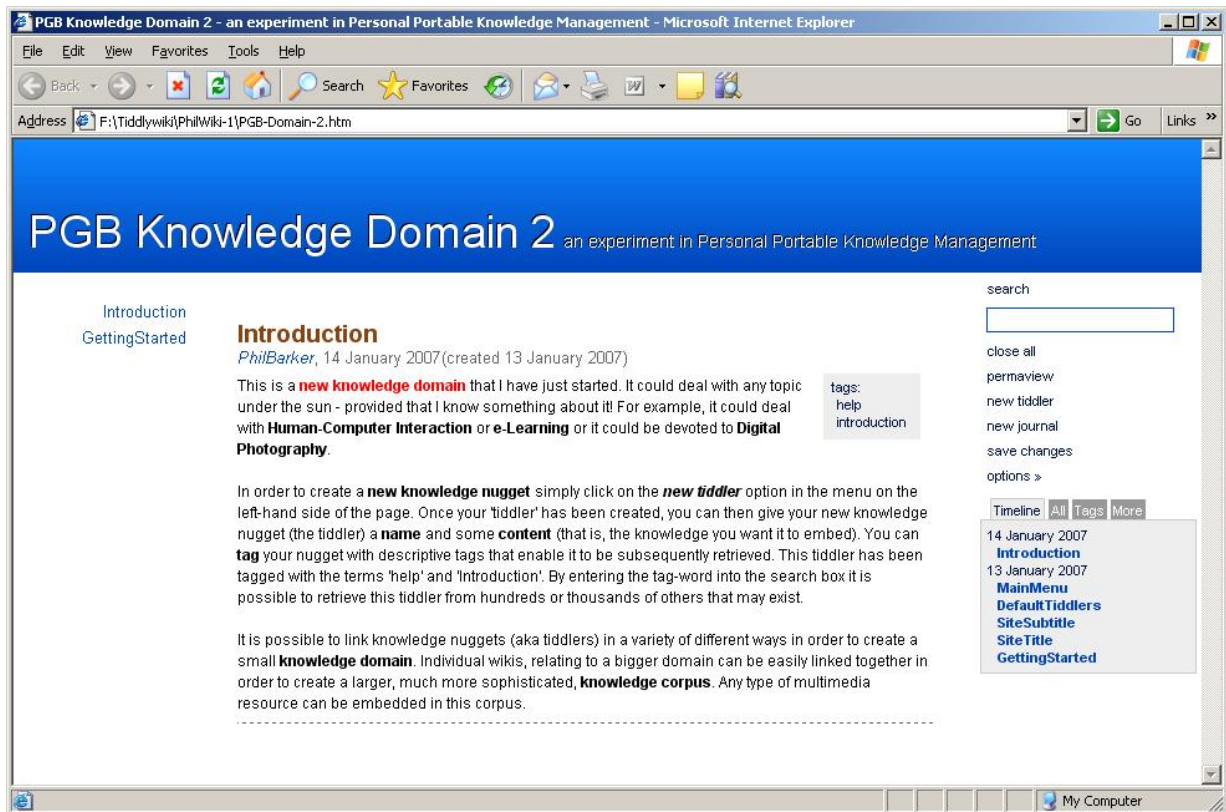 PGB Knowledge Domain 2 - an experiment in Personal Portable Knowledge Management - Microsoft Internet Explorer
File Edit View Favorites Tools Help
Back Search Favorites
Address F:\Tiddlywiki\PhilWiki-1\PGB-Domain-2.htm Go Links »
PGB Knowledge Domain 2 an experiment in Personal Portable Knowledge Management
Introduction
GettingStarted
Introduction
PhilBarker, 14 January 2007(created 13 January 2007)
This is a new knowledge domain that I have just started. It could deal with any topic
under the sun - provided that I know something about it! For example, it could deal
with Human-Computer Interaction or e-Learning or it could be devoted to Digital
Photography.
tags:
help
introduction
In order to create a new knowledge nugget simply click on the new tiddler option in the menu on the
left-hand side of the page. Once your 'tiddler' has been created, you can then give your new knowledge
nugget (the tiddler) a name and some content (that is, the knowledge you want it to embed). You can
tag your nugget with descriptive tags that enable it to be subsequently retrieved. This tiddler has been
tagged with the terms 'help' and 'Introduction'. By entering the tag-word into the search box it is
possible to retrieve this tiddler from hundreds or thousands of others that may exist.
It is possible to link knowledge nuggets (aka tiddlers) in a variety of different ways in order to create a
small knowledge domain. Individual wikis, relating to a bigger domain can be easily linked together in
order to create a larger, much more sophisticated, knowledge corpus. Any type of multimedia
resource can be embedded in this corpus.
search
close all
permaview
new tiddler
new journal
save changes
options »
Timeline All Tags More
14 January 2007
Introduction
13 January 2007
MainMenu
DefaultTiddlers
SiteSubtitle
SiteTitle
GettingStarted
My Computer